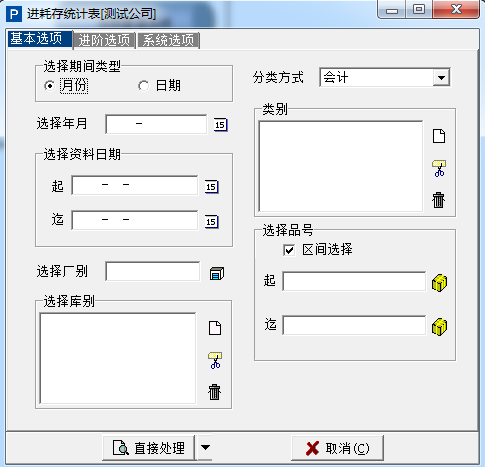 P 进耗存统计表[测试公司]
基本选项 进阶选项 系统选项
选择期间类型
月份 日期
选择年月 - 15
选择资料日期
起 - - 15
迄 - - 15
选择厂别
选择库别
分类方式 会计
类别
选择品号
区间选择
起
迄
直接处理 取消(C)